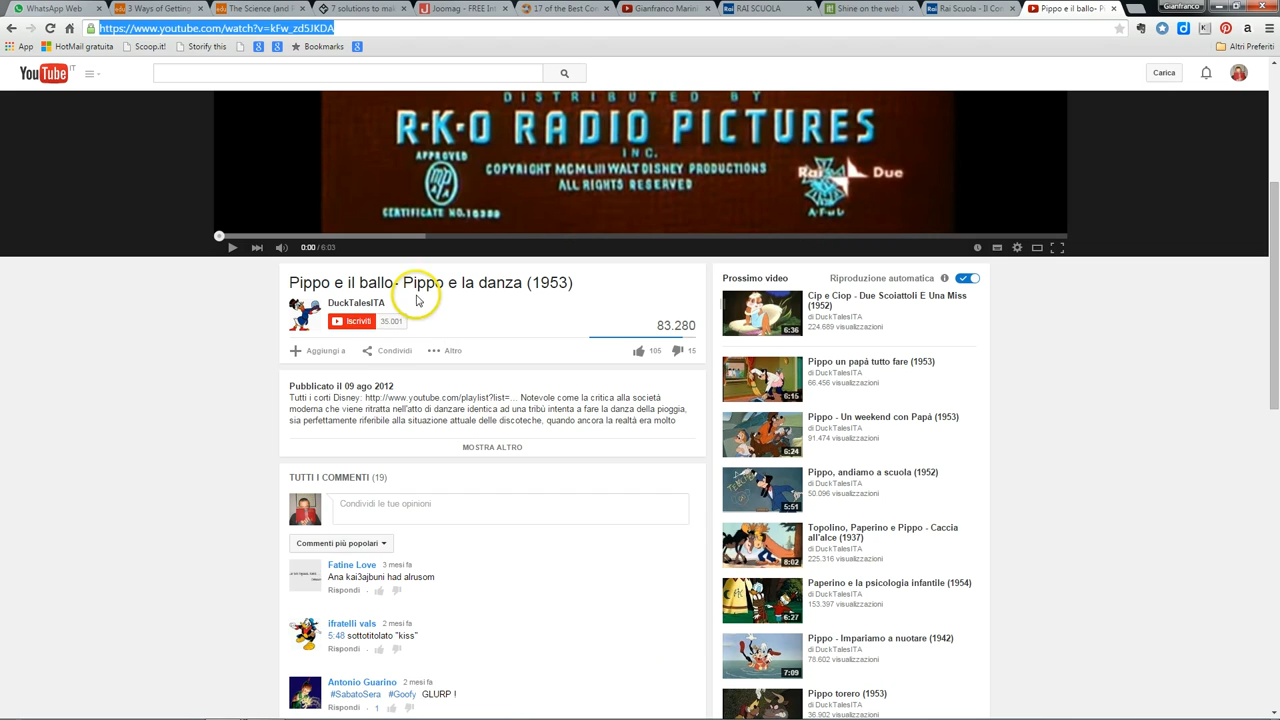 WhatsApp Web
3 Ways of Getting
The Science (and
7 solutions to mai
Joomag - FREE Int
17 of the Best Com
Gianfranco Marini
RAI SCUOLA
Shine on the web
Rai Scuola - Il Con
Pippo e il ballo- P
Gianfranco
https://www.youtube.com/watch?v=kFw_zd5JKDA
App
HotMail gratuita
Scoop.it!
Storify this
Bookmarks
Altri Preferiti
YouTube IT
Carica
DISTRIBUTED BY
R·K·O RADIO PICTURES
INC.
APPROVED
COPYRIGHT MCMLIII WALT DISNEY PRODUCTIONS
ALL RIGHTS RESERVED
Rai Due
CERTIFICATE NO.16380
0:00 / 6:03
Pippo e il ballo- Pippo e la danza (1953)
DuckTalesITA
Iscriviti 35.001
83.280
Aggiungi a
Condividi
Altro
105
15
Pubblicato il 09 ago 2012
Tutti i corti Disney: http://www.youtube.com/playlist?list=... Notevole come la critica alla società
moderna che viene ritratta nell'atto di danzare identica ad una tribù intenta a fare la danza della pioggia,
sia perfettamente riferibile alla situazione attuale delle discoteche, quando ancora la realtà era molto
MOSTRA ALTRO
TUTTI I COMMENTI (19)
Condividi le tue opinioni
Commenti più popolari
Fatine Love 3 mesi fa
Ana kai3ajbuni had alrusom
Rispondi
ifratelli vals 2 mesi fa
5:48 sottotitolato "kiss"
Rispondi
Antonio Guarino 2 mesi fa
#SabatoSera #Goofy GLURP !
Rispondi 1
Prossimo video
Riproduzione automatica
Cip e Ciop - Due Scoiattoli E Una Miss
(1952)
di DuckTalesITA
224.689 visualizzazioni
6:36
Pippo un papá tutto fare (1953)
di DuckTalesITA
66.456 visualizzazioni
6:15
Pippo - Un weekend con Papá (1953)
di DuckTalesITA
91.474 visualizzazioni
6:24
Pippo, andiamo a scuola (1952)
di DuckTalesITA
50.096 visualizzazioni
5:51
Topolino, Paperino e Pippo - Caccia
all'alce (1937)
di DuckTalesITA
225.316 visualizzazioni
8:02
Paperino e la psicologia infantile (1954)
di DuckTalesITA
153.397 visualizzazioni
6:27
Pippo - Impariamo a nuotare (1942)
di DuckTalesITA
78.602 visualizzazioni
7:09
Pippo torero (1953)
di DuckTalesITA
36.902 visualizzazioni